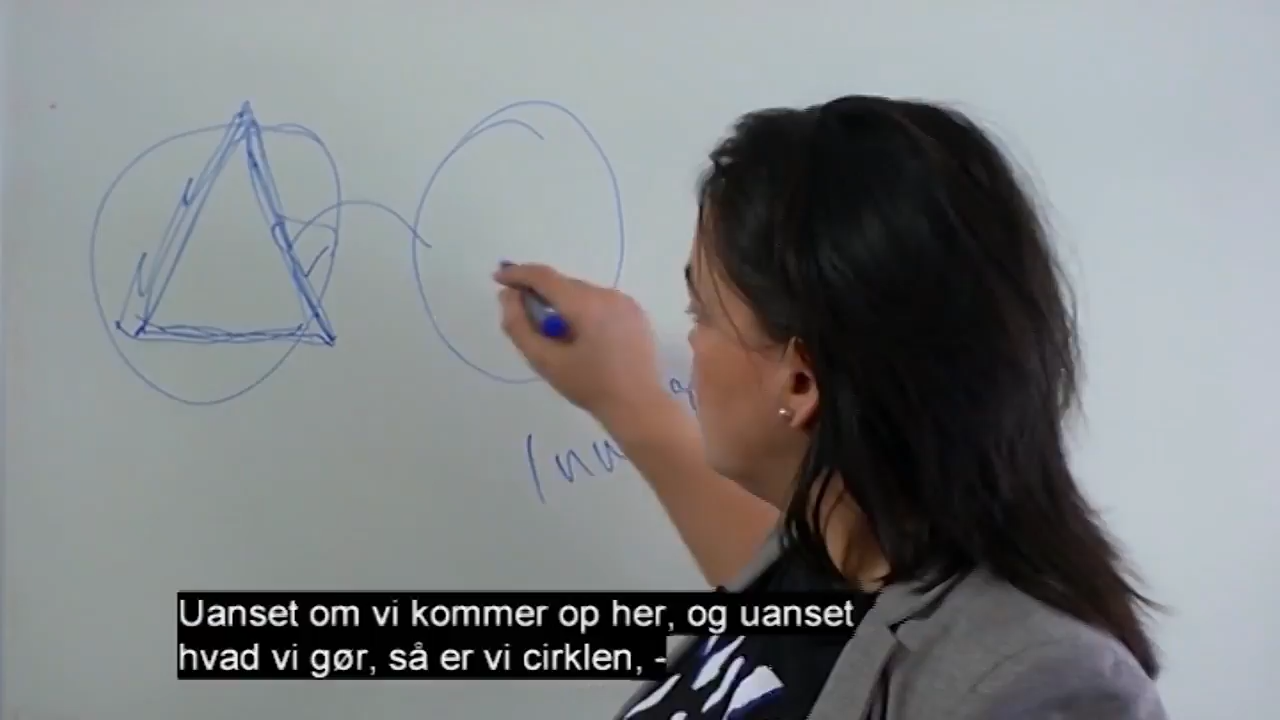 Uanset om vi kommer op her, og uanset
hvad vi gør, så er vi cirklen, -